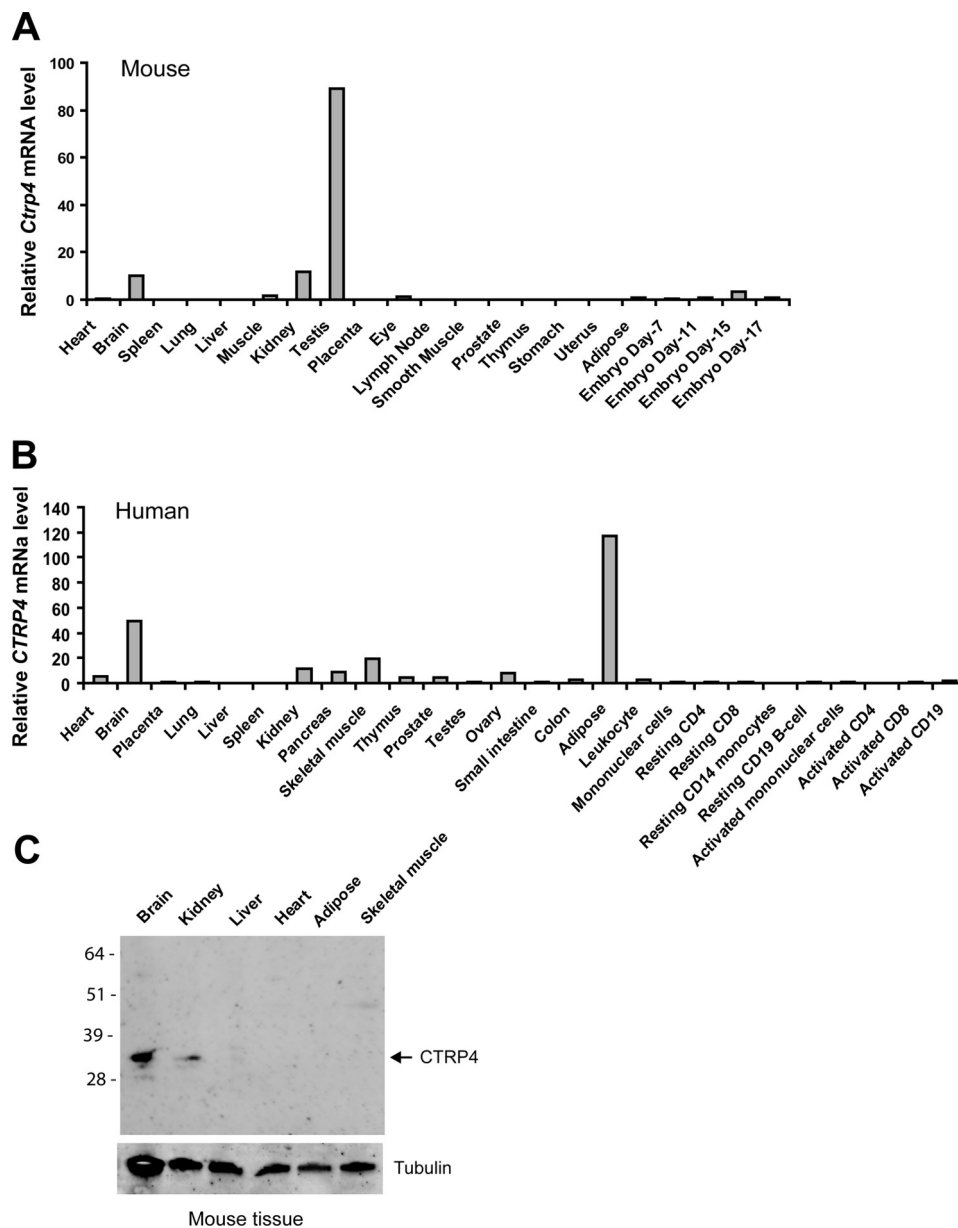 A
Mouse
Relative Ctrp4 mRNA level
100
80
60
40
20
0
Heart
Brain
Spleen
Lung
Liver
Muscle
Kidney
Testis
Placenta
Eye
Lymph Node
Smooth Muscle
Prostate
Thymus
Stomach
Uterus
Adipose
Embryo Day-7
Embryo Day-11
Embryo Day-15
Embryo Day-17
B
Human
Relative CTRP4 mRNa level
140
120
100
80
60
40
20
0
Heart
Brain
Placenta
Lung
Liver
Spleen
Kidney
Pancreas
Skeletal muscle
Thymus
Prostate
Testes
Ovary
Small intestine
Colon
Adipose
Leukocyte
Mononuclear cells
Resting CD4
Resting CD8
Resting CD14 monocytes
Resting CD19 B-cell
Activated mononuclear cells
Activated CD4
Activated CD8
Activated CD19
C
Brain
Kidney
Liver
Heart
Adipose
Skeletal muscle
64 -
51 -
39 -
28 -
CTRP4
Tubulin
Mouse tissue